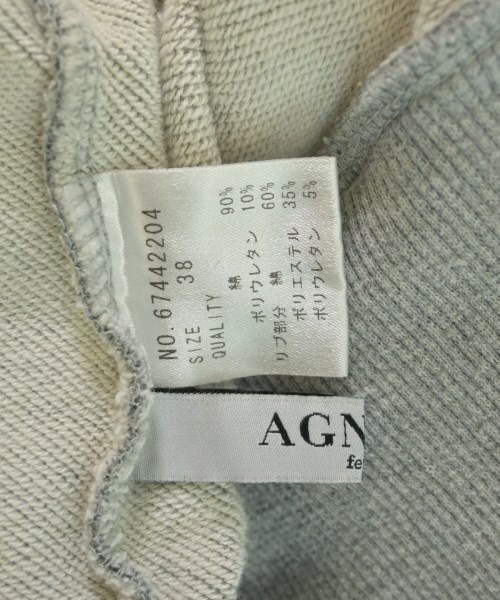 NO. 67442204
SIZE 38
QUALITY
綿 90%
ポリウレタン 10%
リブ部分 綿 60%
ポリエステル 35%
ポリウレタン 5%
AGN
fe